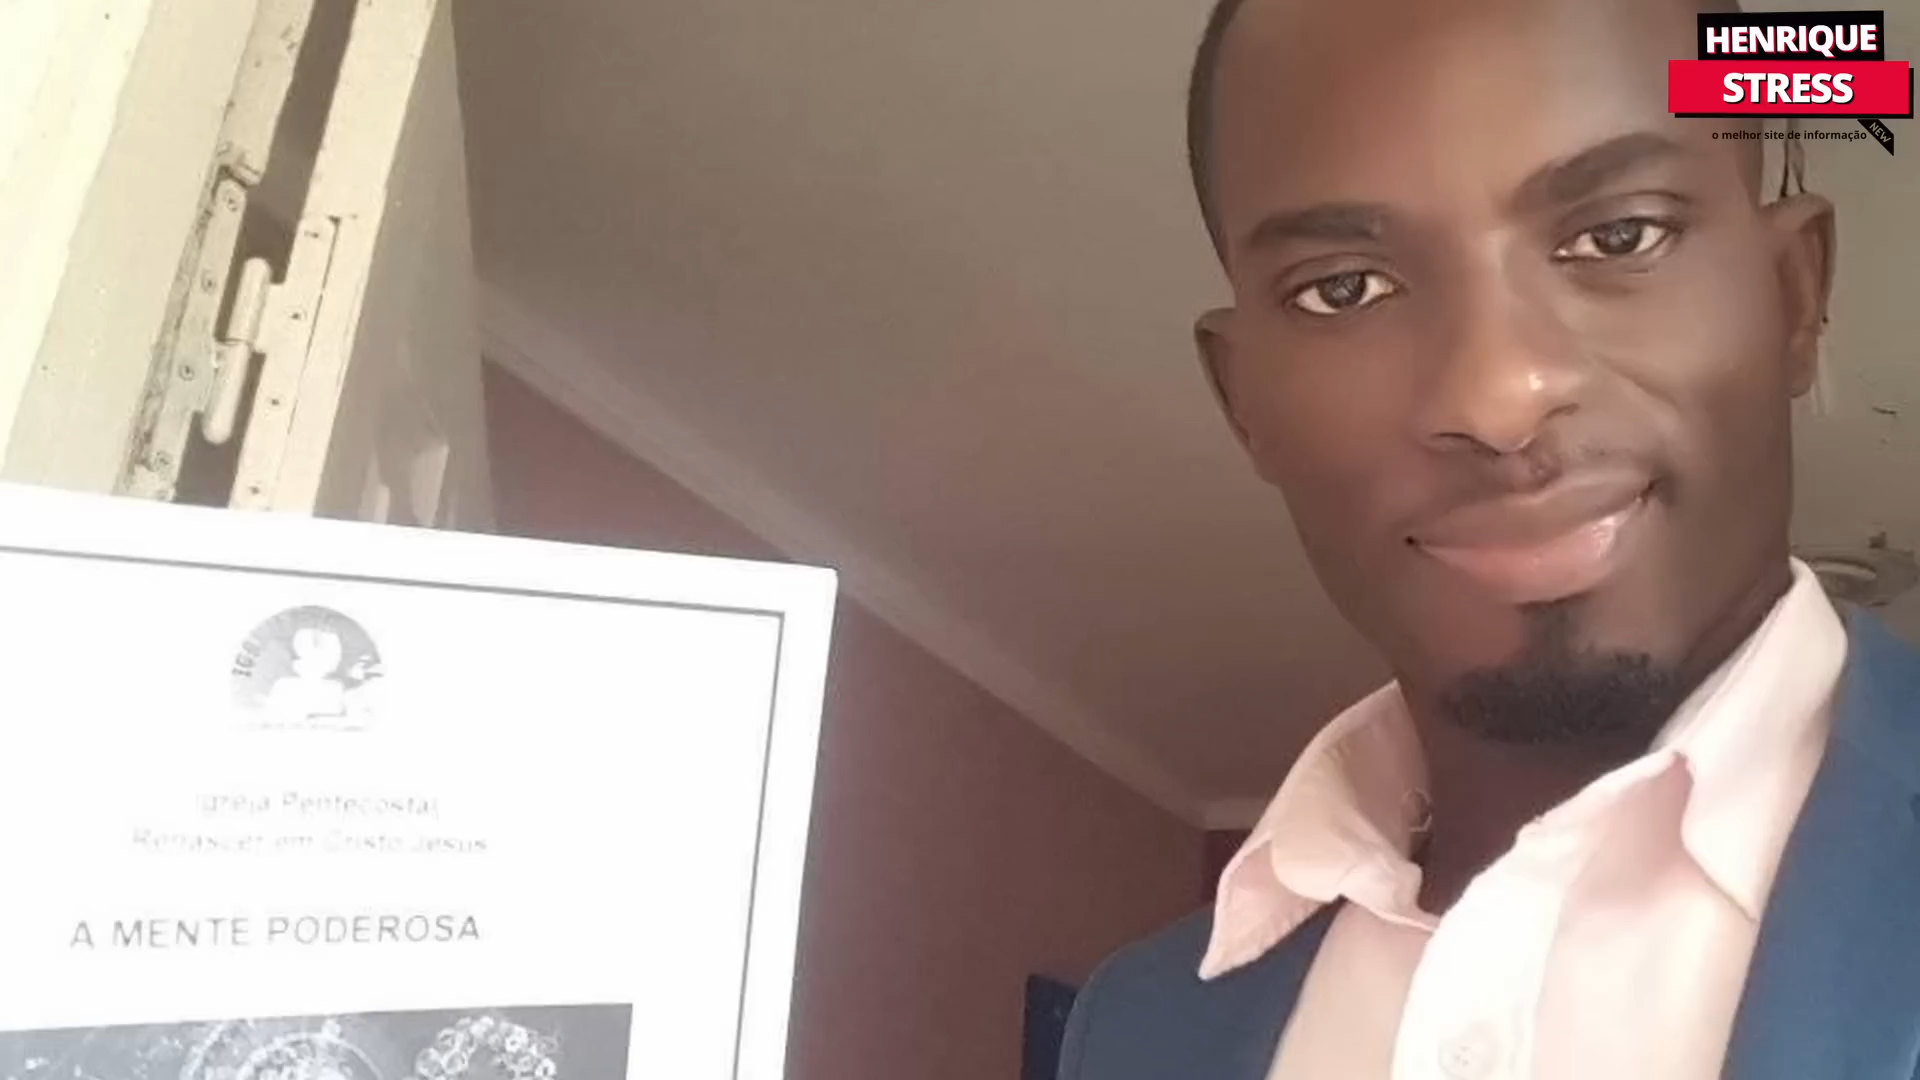 HENRIQUE
STRESS
o melhor site de informação
NEW
Igreja Pentecostal
Renascer em Cristo Jesus
A MENTE PODEROSA